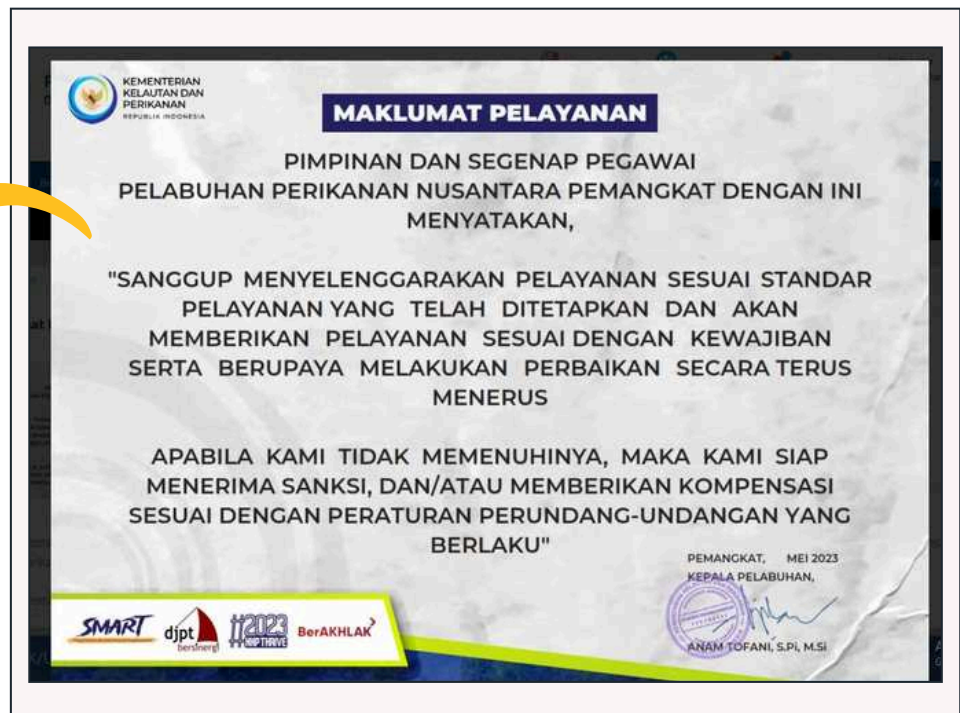 KEMENTERIAN
KELAUTAN DAN
PERIKANAN
REPUBLIK INDONESIA
MAKLUMAT PELAYANAN
PIMPINAN DAN SEGENAP PEGAWAI
PELABUHAN PERIKANAN NUSANTARA PEMANGKAT DENGAN INI
MENYATAKAN,
"SANGGUP MENYELENGGARAKAN PELAYANAN SESUAI STANDAR
PELAYANAN YANG TELAH DITETAPKAN DAN AKAN
MEMBERIKAN PELAYANAN SESUAI DENGAN KEWAJIBAN
SERTA BERUPAYA MELAKUKAN PERBAIKAN SECARA TERUS
MENERUS
APABILA KAMI TIDAK MEMENUHINYA, MAKA KAMI SIAP
MENERIMA SANKSI, DAN/ATAU MEMBERIKAN KOMPENSASI
SESUAI DENGAN PERATURAN PERUNDANG-UNDANGAN YANG
BERLAKU"
PEMANGKAT, MEI 2023
KEPALA PELABUHAN,
ANAM TOFANI, S.Pi, M.Si
SMART
djpt
bersinergi
#2023
BerAKHLAK